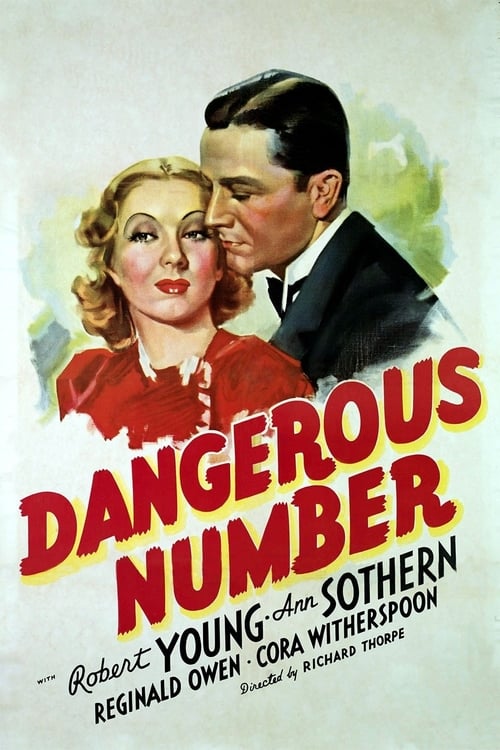 DANGEROUS
NUMBER
WITH Robert YOUNG · Ann SOTHERN
REGINALD OWEN · CORA WITHERSPOON
Directed by RICHARD THORPE